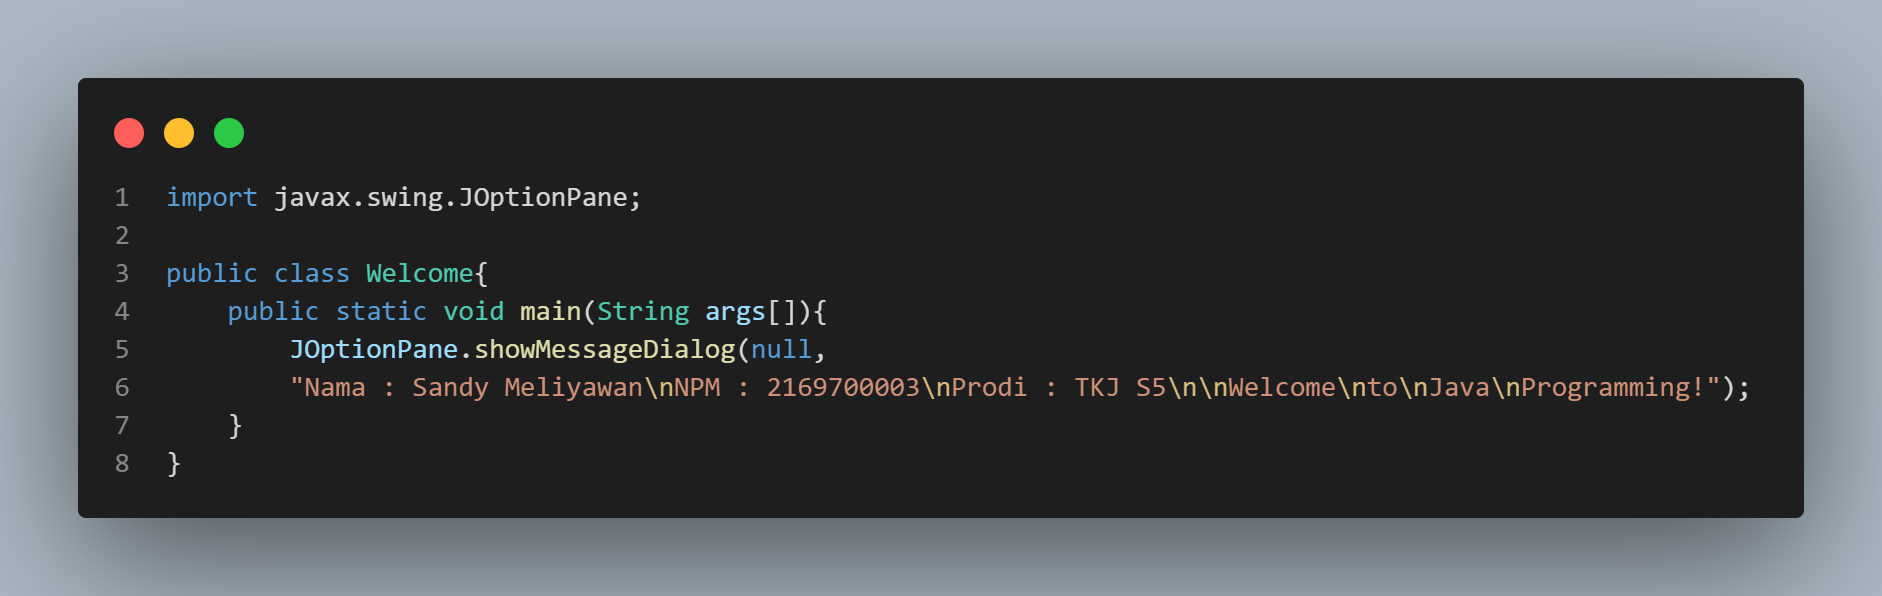 1 import javax.swing.JOptionPane;
2
3 public class Welcome{
4     public static void main(String args[]){
5         JOptionPane.showMessageDialog(null,
6         "Nama : Sandy Meliyawan\nNPM : 2169700003\nProdi : TKJ S5\n\nWelcome\nto\nJava\nProgramming!");
7     }
8 }